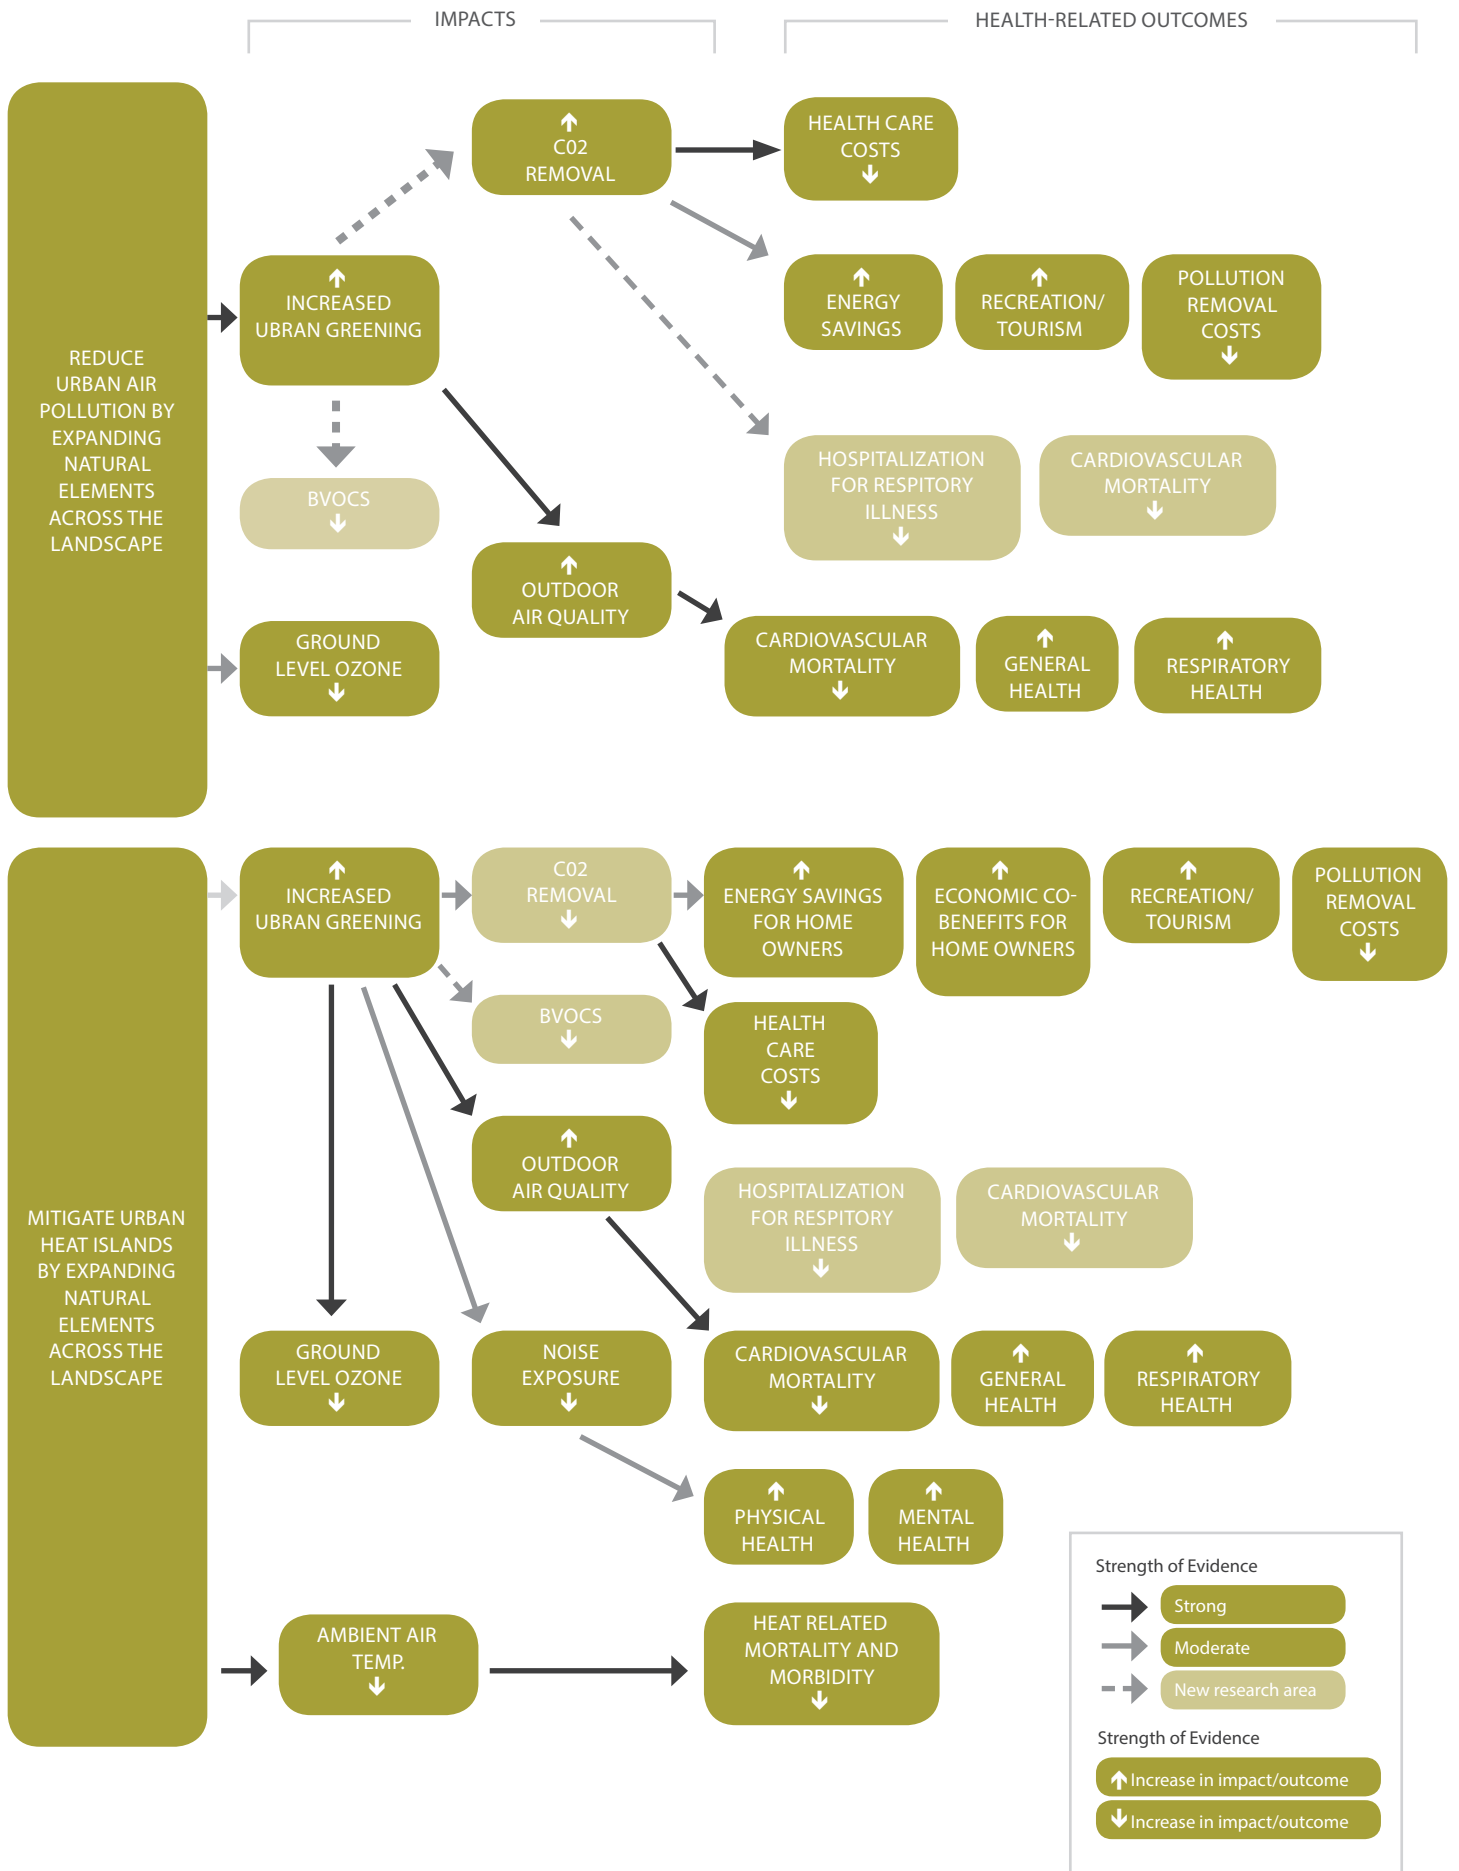 IMPACTS
HEALTH-RELATED OUTCOMES
REDUCE
URBAN AIR
POLLUTION BY
EXPANDING
NATURAL
ELEMENTS
ACROSS THE
LANDSCAPE
INCREASED
UBRAN GREENING
BVOCS
GROUND
LEVEL OZONE
C02
REMOVAL
OUTDOOR
AIR QUALITY
HEALTH CARE
COSTS
ENERGY
SAVINGS
RECREATION/
TOURISM
POLLUTION
REMOVAL
COSTS
HOSPITALIZATION
FOR RESPITORY
ILLNESS
CARDIOVASCULAR
MORTALITY
CARDIOVASCULAR
MORTALITY
GENERAL
HEALTH
RESPIRATORY
HEALTH
MITIGATE URBAN
HEAT ISLANDS
BY EXPANDING
NATURAL
ELEMENTS
ACROSS THE
LANDSCAPE
INCREASED
UBRAN GREENING
C02
REMOVAL
ENERGY SAVINGS
FOR HOME
OWNERS
ECONOMIC CO-
BENEFITS FOR
HOME OWNERS
RECREATION/
TOURISM
POLLUTION
REMOVAL
COSTS
BVOCS
HEALTH
CARE
COSTS
OUTDOOR
AIR QUALITY
HOSPITALIZATION
FOR RESPITORY
ILLNESS
CARDIOVASCULAR
MORTALITY
GROUND
LEVEL OZONE
NOISE
EXPOSURE
CARDIOVASCULAR
MORTALITY
GENERAL
HEALTH
RESPIRATORY
HEALTH
PHYSICAL
HEALTH
MENTAL
HEALTH
AMBIENT AIR
TEMP.
HEAT RELATED
MORTALITY AND
MORBIDITY
Strength of Evidence
Strong
Moderate
New research area
Strength of Evidence
Increase in impact/outcome
Increase in impact/outcome